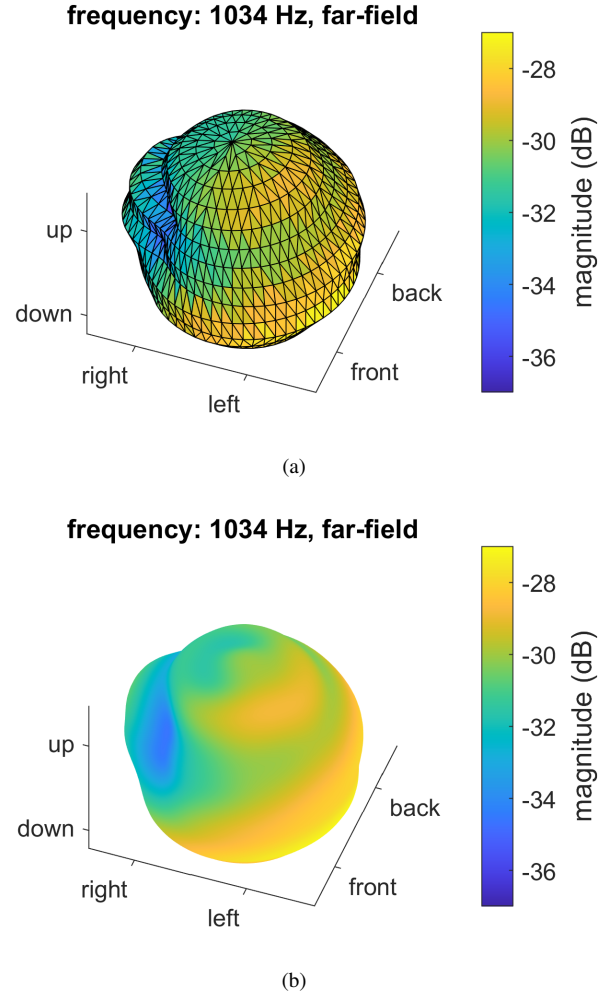 frequency: 1034 Hz, far-field
-28
-30
-32
-34
-36
magnitude (dB)
up
down
right
left
front
back
(a)
frequency: 1034 Hz, far-field
-28
-30
-32
-34
-36
magnitude (dB)
up
down
right
left
front
back
(b)